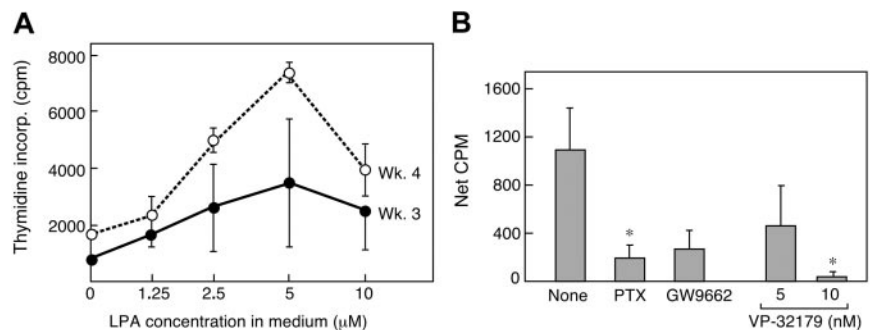 A
Thymidine incorp. (cpm)
8000
6000
4000
2000
Wk. 4
Wk. 3
0
1.25
2.5
5
10
LPA concentration in medium (μM)
B
Net CPM
1600
1200
800
400
0
*
*
None
PTX
GW9662
5
10
VP-32179 (nM)